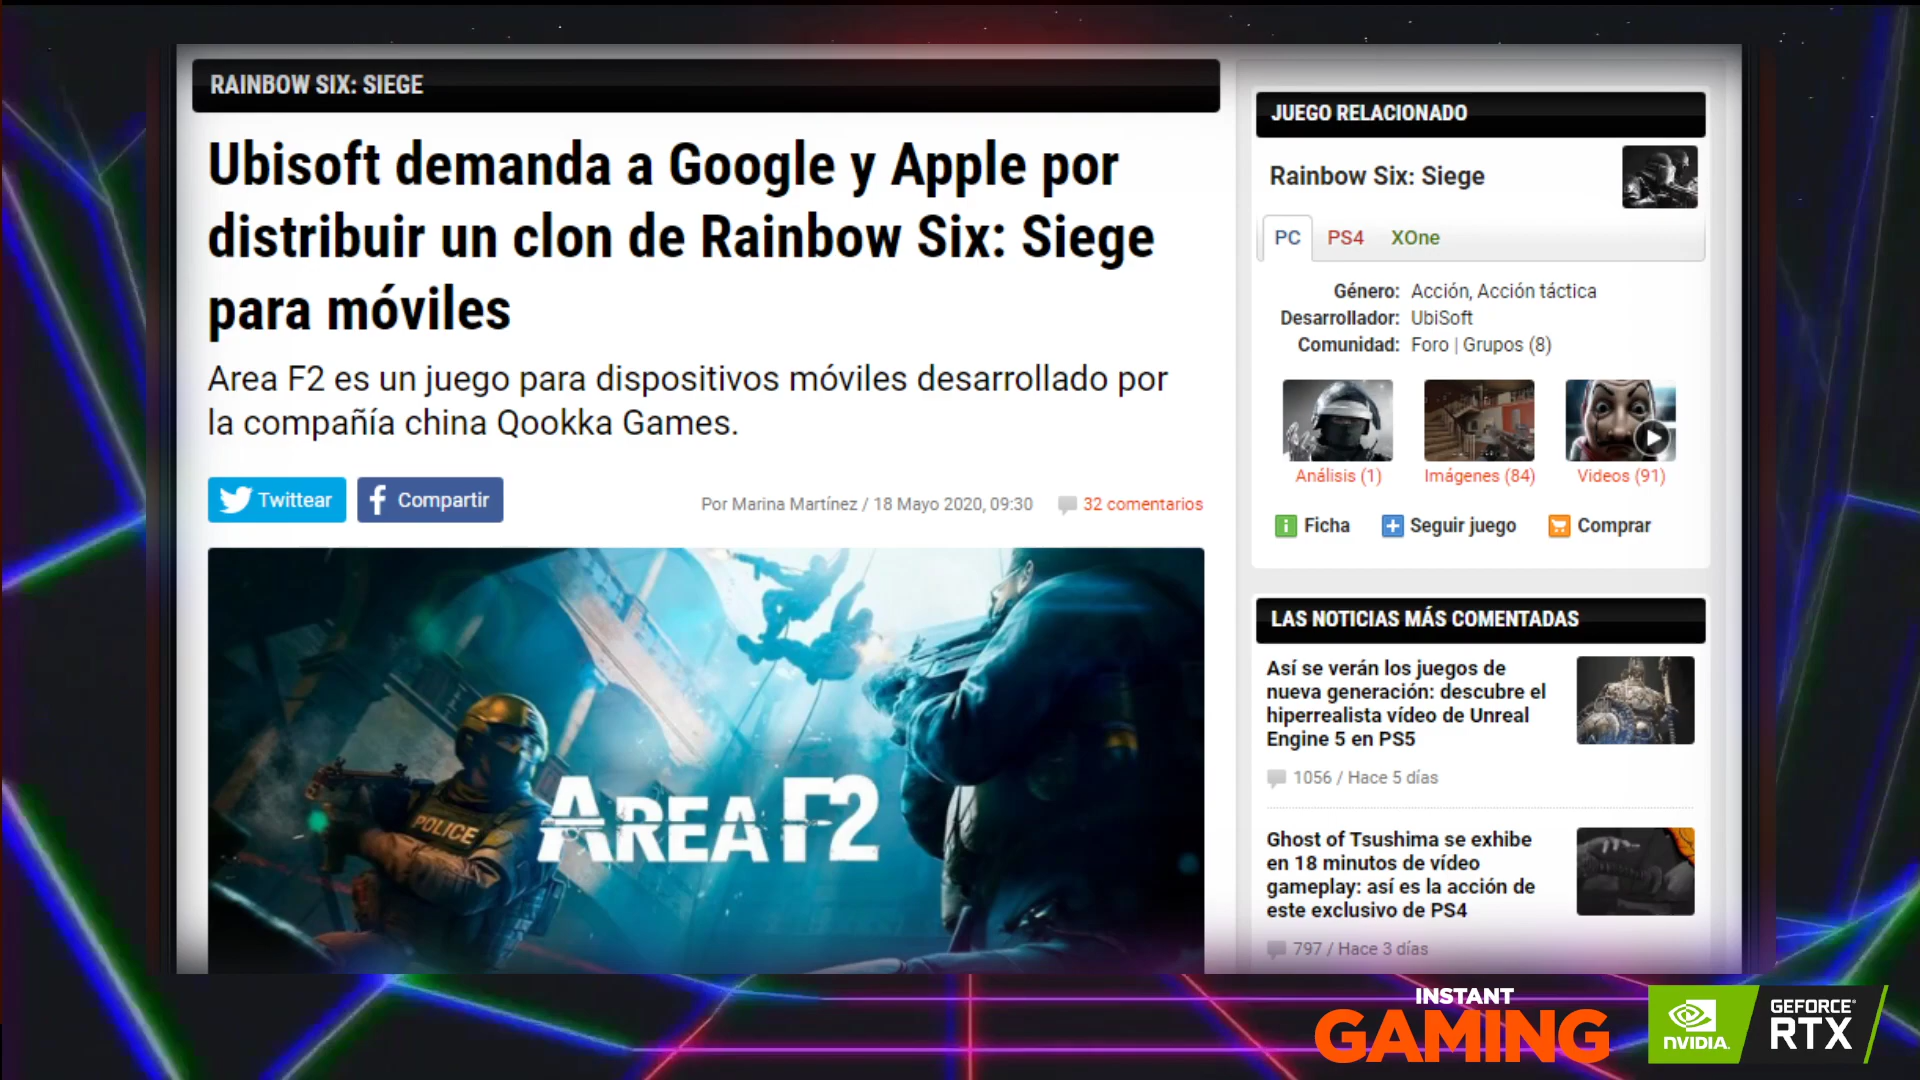 RAINBOW SIX: SIEGE
Ubisoft demanda a Google y Apple por
distribuir un clon de Rainbow Six: Siege
para móviles
Area F2 es un juego para dispositivos móviles desarrollado por
la compañía china Qookka Games.
Twittear
Compartir
Por Marina Martínez / 18 Mayo 2020, 09:30
32 comentarios
POLICE
AREA F2
JUEGO RELACIONADO
Rainbow Six: Siege
PC PS4 XOne
Género: Acción, Acción táctica
Desarrollador: UbiSoft
Comunidad: Foro | Grupos (8)
Análisis (1) Imágenes (84) Videos (91)
Ficha Seguir juego Comprar
LAS NOTICIAS MÁS COMENTADAS
Así se verán los juegos de
nueva generación: descubre el
hiperrealista vídeo de Unreal
Engine 5 en PS5
1056 / Hace 5 días
Ghost of Tsushima se exhibe
en 18 minutos de vídeo
gameplay: así es la acción de
este exclusivo de PS4
797 / Hace 3 días
INSTANT
GAMING
NVIDIA.
GEFORCE®
RTX